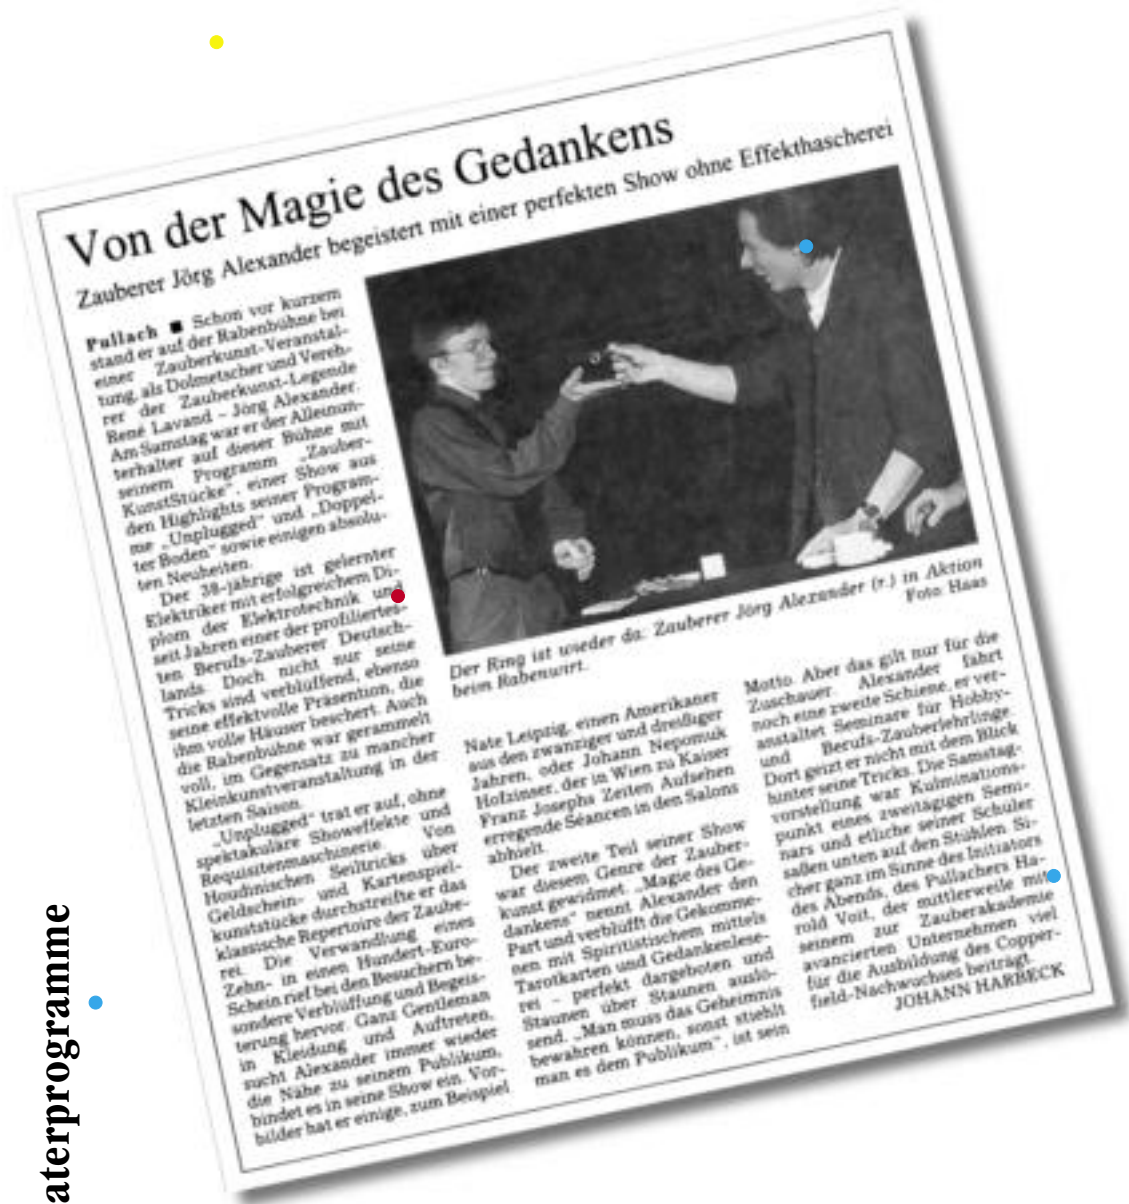 Von der Magie des Gedankens
Zauberer Jörg Alexander begeistert mit einer perfekten Show ohne Effekthascherei
Pullach ■ Schon vor kurzem
stand er auf der Rabenbühne bei
einer Zauberkunst-Veranstal-
tung, als Dolmetscher und Vereh-
rer der Zauberkunst-Legende
René Lavand – Jörg Alexander.
Am Samstag war er der Alleinun-
terhalter auf dieser Bühne mit
seinem Programm „Zauber-
KunstStücke", einer Show aus
den Highlights seiner Program-
me „Unplugged" und „Doppel-
ter Boden" sowie einigen absolu-
ten Neuheiten.
Der 38-jährige ist gelernter
Elektriker mit erfolgreichem Di-
plom der Elektrotechnik und
seit Jahren einer der profiliertes-
ten Berufs-Zauberer Deutsch-
lands. Doch nicht nur seine
Tricks sind verblüffend, ebenso
seine effektvolle Präsention, die
ihm volle Häuser beschert. Auch
die Rabenbühne war gerammelt
voll, im Gegensatz zu mancher
Kleinkunstveranstaltung in der
letzten Saison.
„Unplugged" trat er auf, ohne
spektakuläre Showeffekte und
Requisitenmaschinerie. Von
Houdinischen Seiltricks über
Geldschein- und Kartenspiel-
kunststücke durchstreifte er das
klassische Repertoire der Zaube-
rei. Die Verwandlung eines
Zehn- in einen Hundert-Euro-
Schein rief bei den Besuchern be-
sondere Verblüffung und Begeis-
terung hervor. Ganz Gentleman
in Kleidung und Auftreten,
sucht Alexander immer wieder
die Nähe zu seinem Publikum,
bindet es in seine Show ein. Vor-
bilder hat er einige, zum Beispiel
Der Ring ist wieder da: Zauberer Jörg Alexander (r.) in Aktion
beim Rabenwirt.
Foto: Haas
Nate Leipzig, einen Amerikaner
aus den zwanziger und dreißiger
Jahren, oder Johann Nepomuk
Hofzinser, der in Wien zu Kaiser
Franz Josephs Zeiten Aufsehen
erregende Séancen in den Salons
abhielt.
Der zweite Teil seiner Show
war diesem Genre der Zauber-
kunst gewidmet. „Magie des Ge-
dankens" nennt Alexander den
Part und verblüfft die Gekomme-
nen mit Spiritistischem mittels
Tarotkarten und Gedankenlese-
rei – perfekt dargeboten und
Staunen über Staunen auslö-
send. „Man muss das Geheimnis
bewahren können, sonst stiehlt
man es dem Publikum", ist sein
Motto. Aber das gilt nur für die
Zuschauer. Alexander fährt
noch eine zweite Schiene, er ver-
anstaltet Seminare für Hobby-
und Berufs-Zauberlehrlinge.
Dort geizt er nicht mit dem Blick
hinter seine Tricks. Die Samstag-
vorstellung war Kulminations-
punkt eines zweitägigen Semi-
nars und etliche seiner Schüler
saßen unten auf den Stühlen. Si-
cher ganz im Sinne des Initiators
des Abends, des Pullachers Ha-
rold Voit, der mittlerweile mit
seinem zur Zauberakademie
avancierten Unternehmen viel
für die Ausbildung des Copper-
field-Nachwuchses beiträgt.
JOHANN HARBECK
aterprogramme